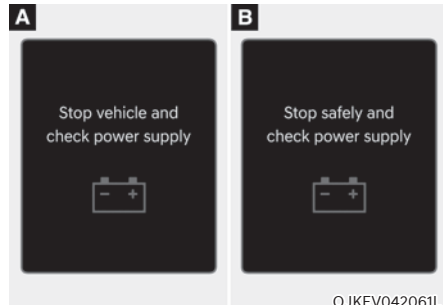 A
Stop vehicle and
check power supply
- +
B
Stop safely and
check power supply
- +
OJKEV042061L